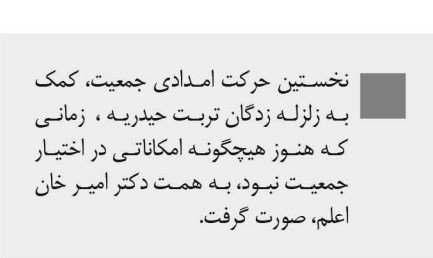 نخستین حرکت امدادی جمعیت، کمک
به زلزله زدگان تربت حیدریه ، زمانی
که هنوز هیچگونه امکاناتی در اختیار
جمعیت نبود، به همت دکتر امیر خان
اعلم، صورت گرفت.